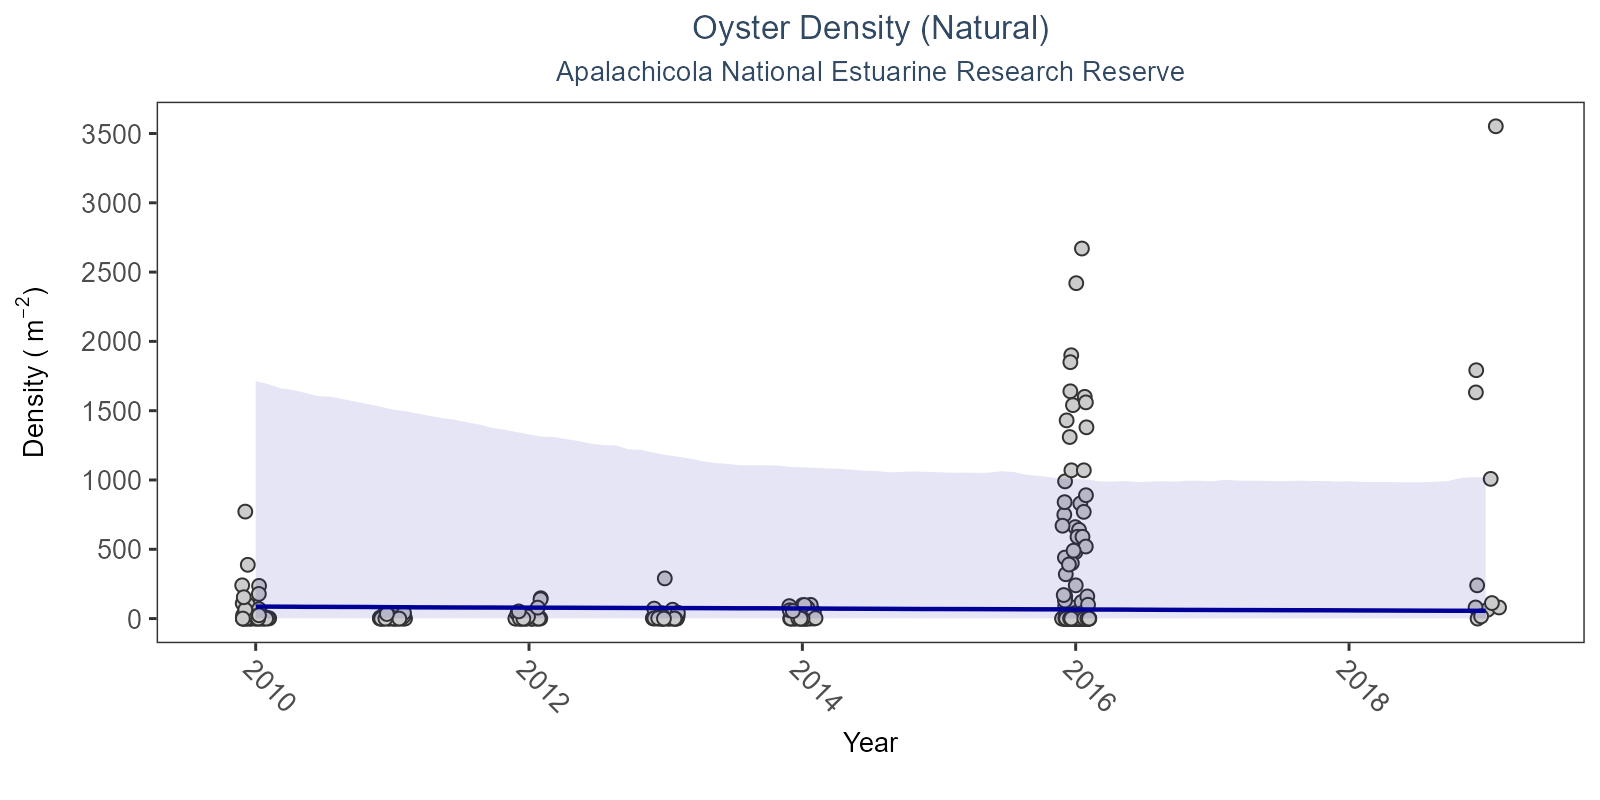 Oyster Density (Natural)
Apalachicola National Estuarine Research Reserve
Density ( m⁻²)
3500
3000
2500
2000
1500
1000
500
0
2010 2012 2014 2016 2018
Year